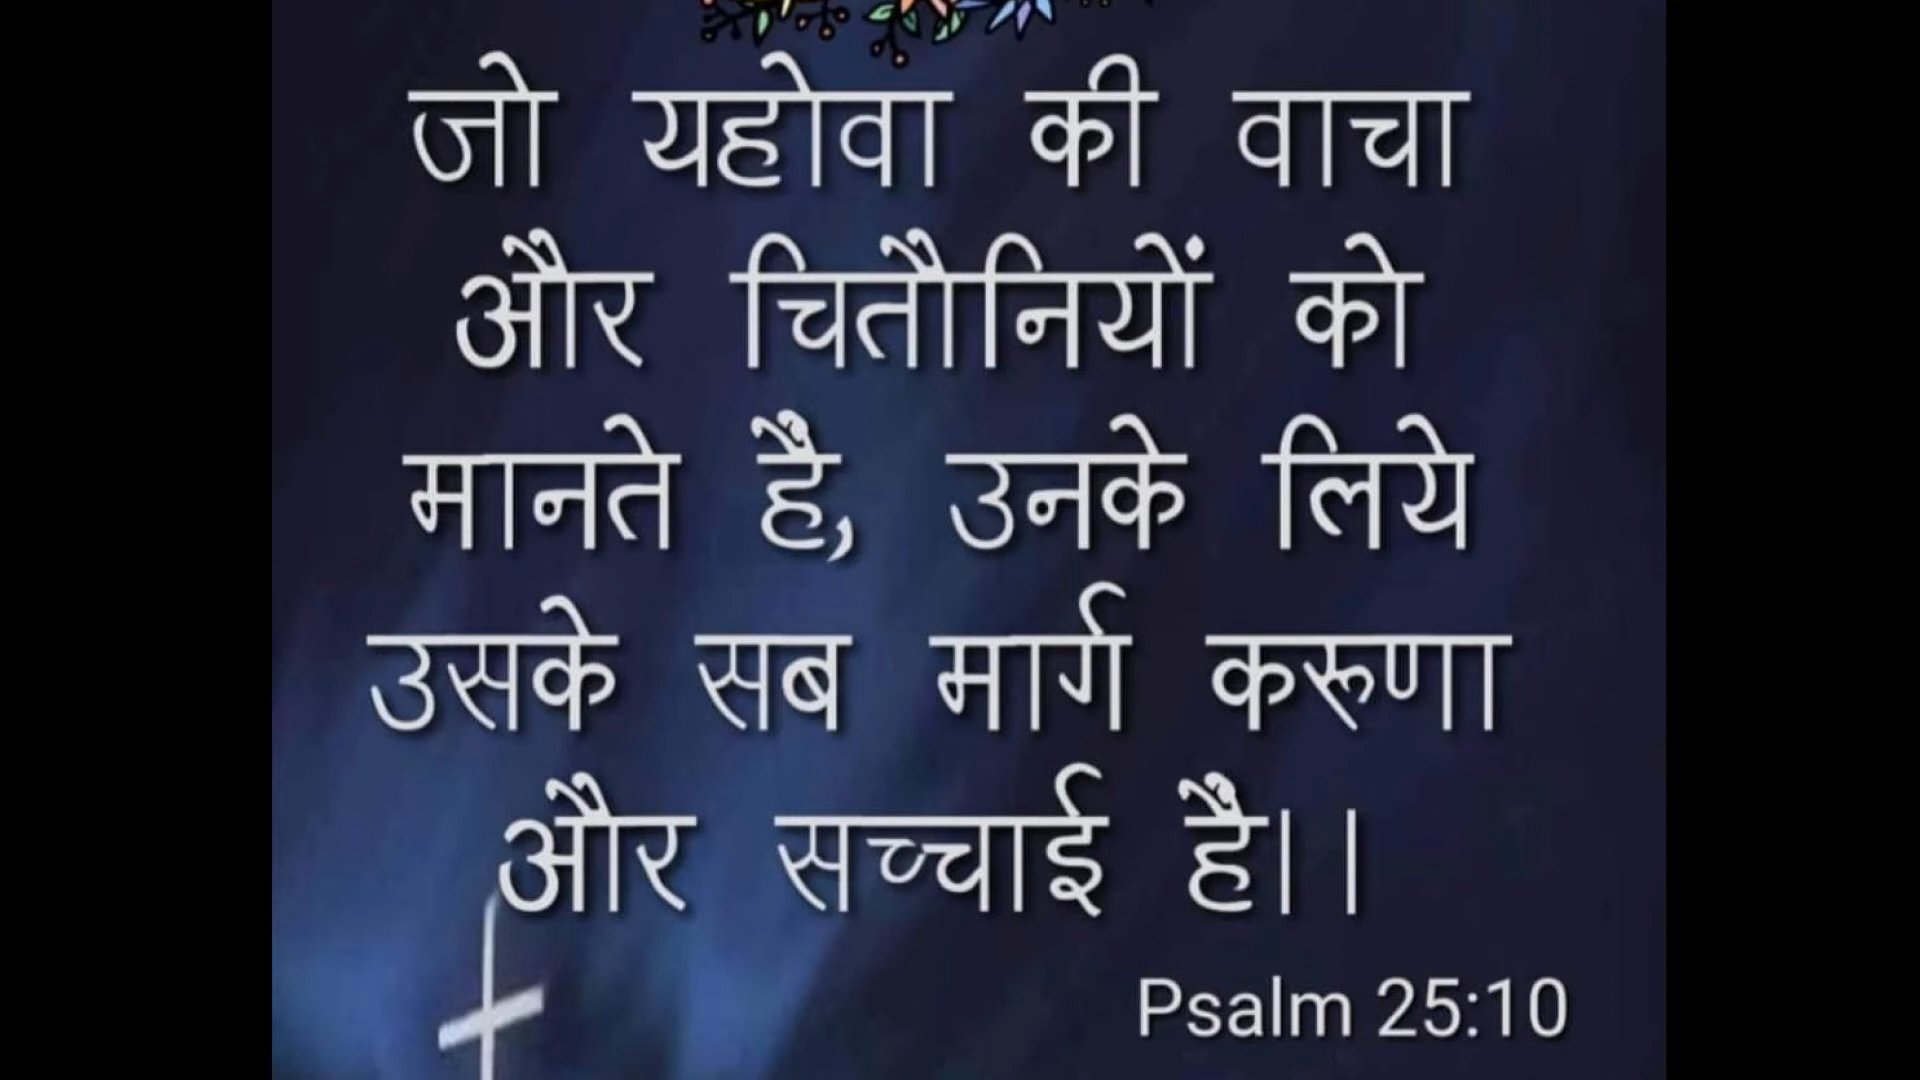 जो यहोवा की वाचा
और चितौनियों को
मानते हैं, उनके लिये
उसके सब मार्ग करूणा
और सच्चाई हैं।।
Psalm 25:10